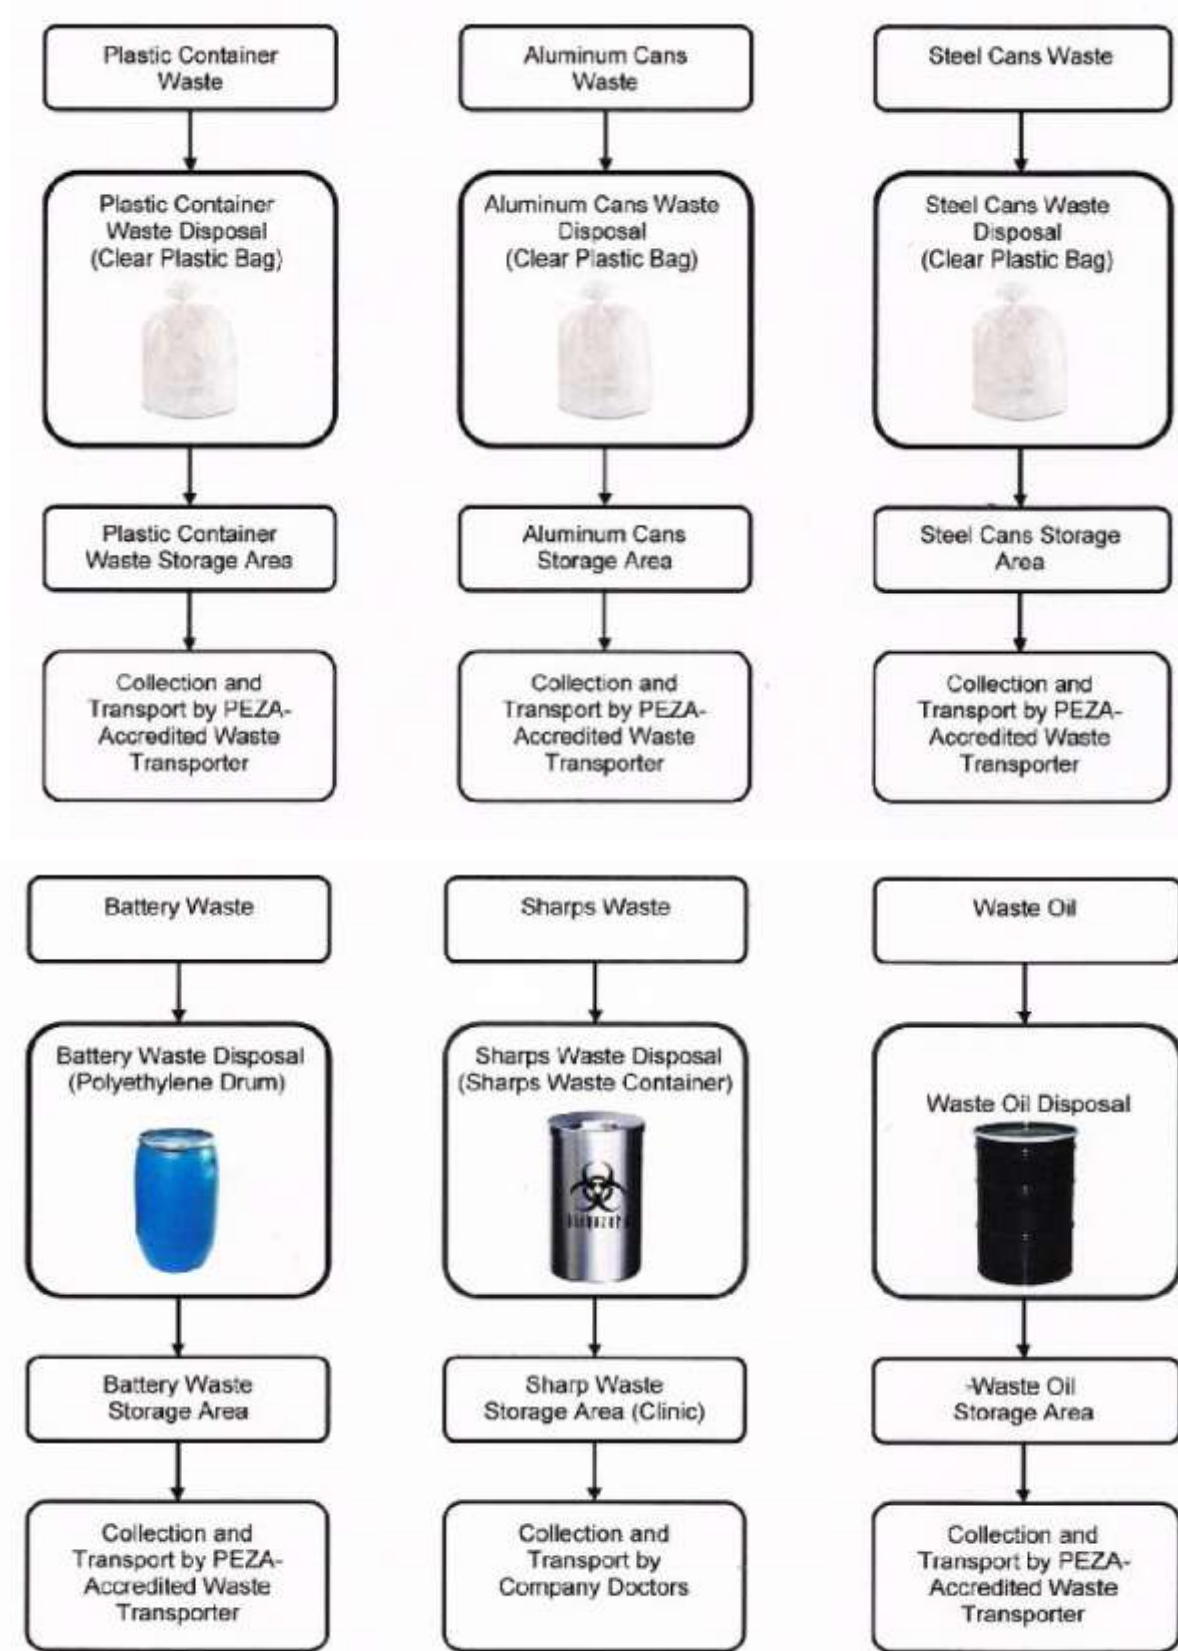 Plastic Container
Waste
Plastic Container
Waste Disposal
(Clear Plastic Bag)
Plastic Container
Waste Storage Area
Collection and
Transport by PEZA-
Accredited Waste
Transporter
Aluminum Cans
Waste
Aluminum Cans Waste
Disposal
(Clear Plastic Bag)
Aluminum Cans
Storage Area
Collection and
Transport by PEZA-
Accredited Waste
Transporter
Steel Cans Waste
Steel Cans Waste
Disposal
(Clear Plastic Bag)
Steel Cans Storage
Area
Collection and
Transport by PEZA-
Accredited Waste
Transporter
Battery Waste
Battery Waste Disposal
(Polyethylene Drum)
Battery Waste
Storage Area
Collection and
Transport by PEZA-
Accredited Waste
Transporter
Sharps Waste
Sharps Waste Disposal
(Sharps Waste Container)
Sharp Waste
Storage Area (Clinic)
Collection and
Transport by
Company Doctors
Waste Oil
Waste Oil Disposal
Waste Oil
Storage Area
Collection and
Transport by PEZA-
Accredited Waste
Transporter